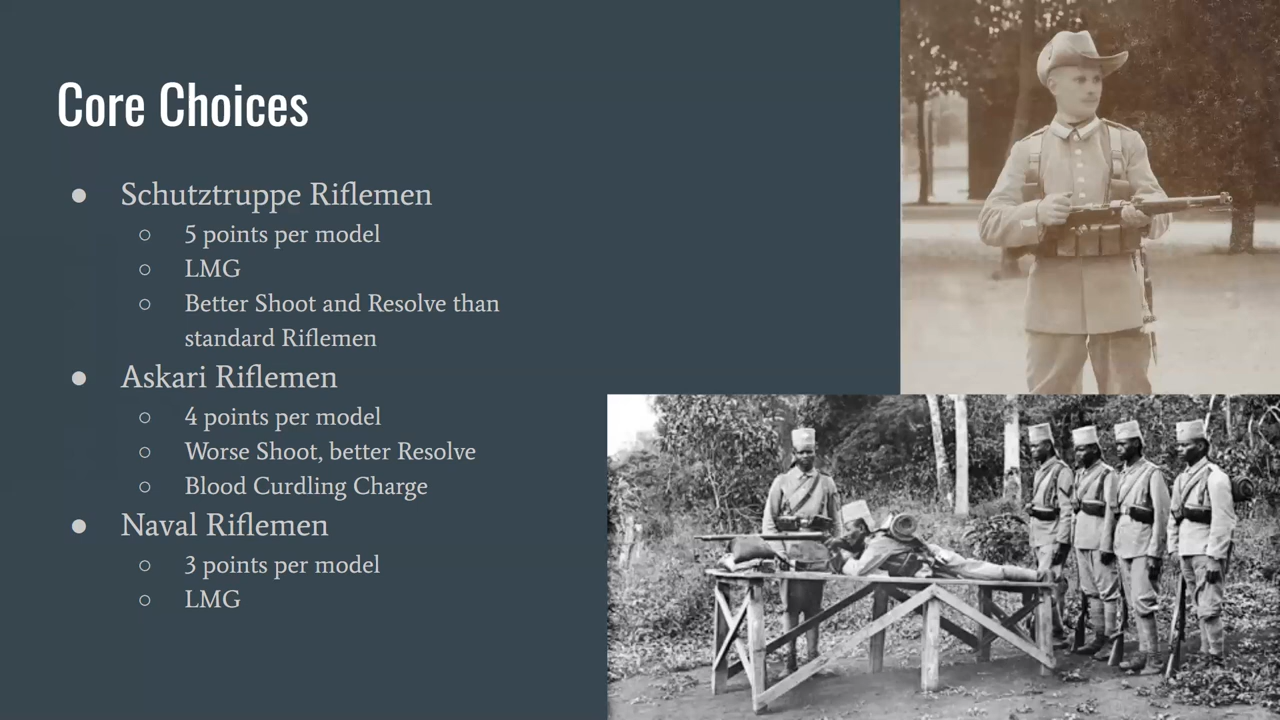 Core Choices
● Schutztruppe Riflemen
○ 5 points per model
○ LMG
○ Better Shoot and Resolve than
standard Riflemen
● Askari Riflemen
○ 4 points per model
○ Worse Shoot, better Resolve
○ Blood Curdling Charge
● Naval Riflemen
○ 3 points per model
○ LMG